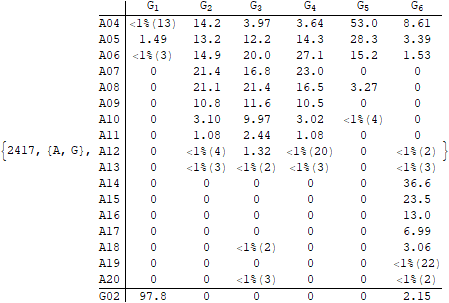 G1 G2 G3 G4 G5 G6
A04 <1%(13) 14.2 3.97 3.64 53.0 8.61
A05 1.49 13.2 12.2 14.3 28.3 3.39
A06 <1%(3) 14.9 20.0 27.1 15.2 1.53
A07 0 21.4 16.8 23.0 0 0
A08 0 21.1 21.4 16.5 3.27 0
A09 0 10.8 11.6 10.5 0 0
A10 0 3.10 9.97 3.02 <1%(4) 0
A11 0 1.08 2.44 1.08 0 0
{2417, {A, G}, A12 0 <1%(4) 1.32 <1%(20) 0 <1%(2) }
A13 0 <1%(3) <1%(2) <1%(3) 0 <1%(3)
A14 0 0 0 0 0 36.6
A15 0 0 0 0 0 23.5
A16 0 0 0 0 0 13.0
A17 0 0 0 0 0 6.99
A18 0 0 <1%(2) 0 0 3.06
A19 0 0 0 0 0 <1%(22)
A20 0 0 <1%(3) 0 0 <1%(2)
G02 97.8 0 0 0 0 2.15